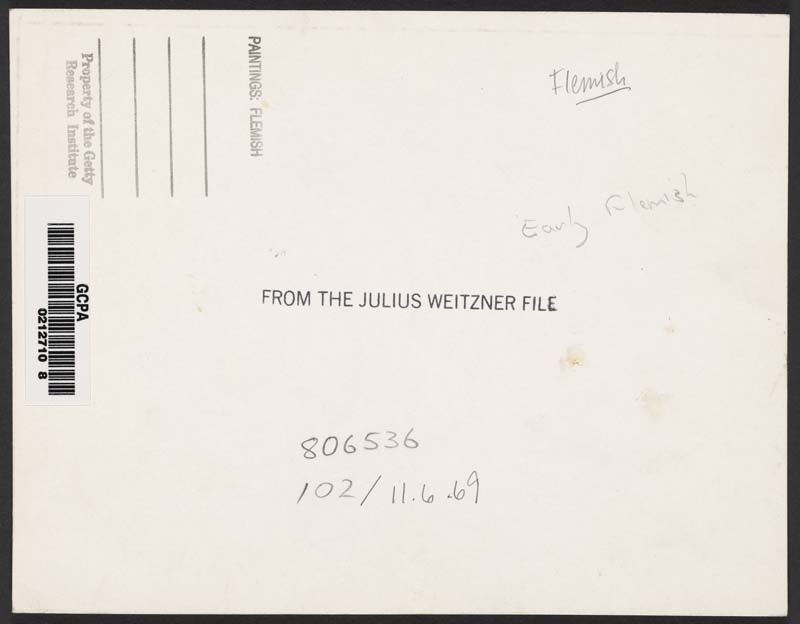 Flemish
Early Flemish
PAINTINGS: FLEMISH
Property of the Getty
Research Institute
GCPA
0212710 8
FROM THE JULIUS WEITZNER FILE
806536
102/11.6.69